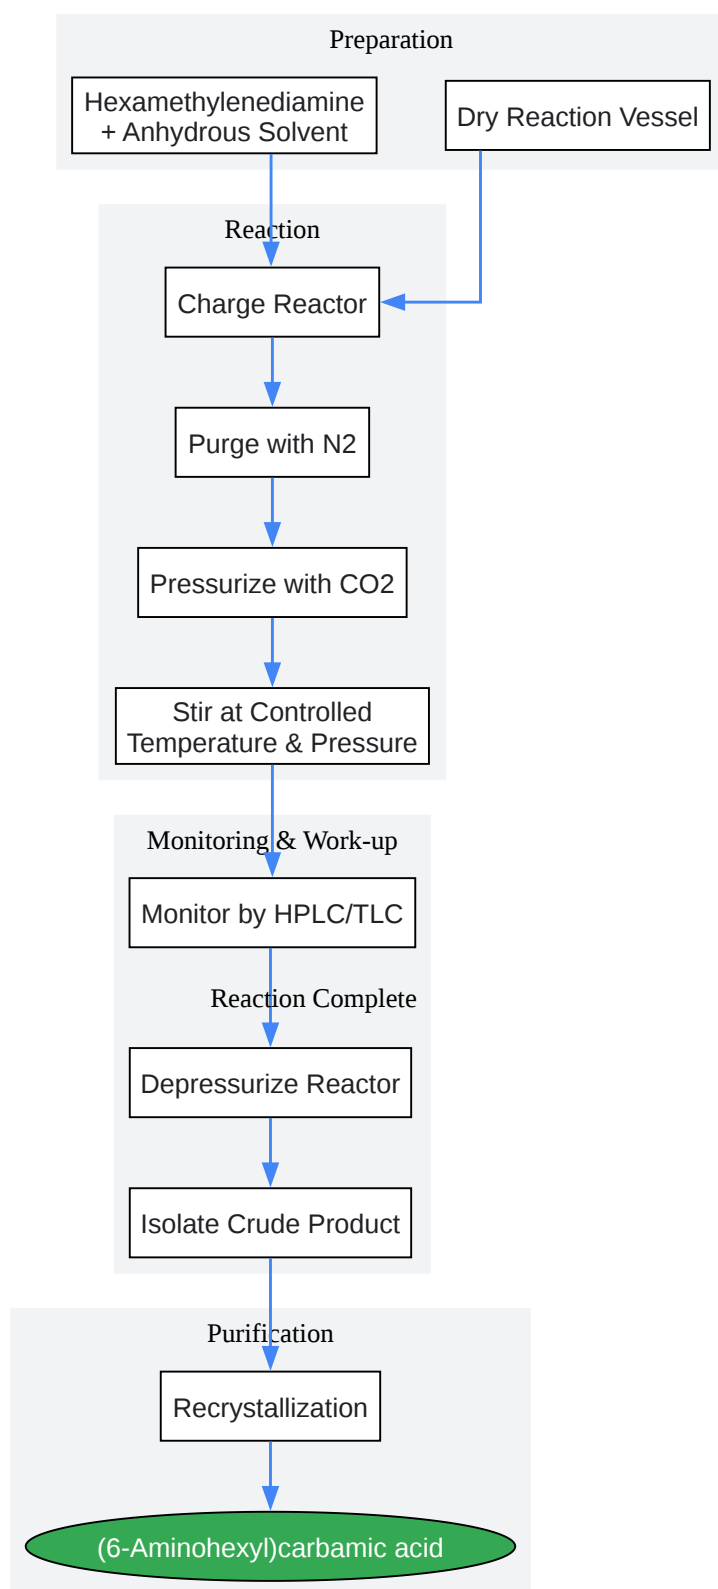 Preparation
Hexamethylenediamine
+ Anhydrous Solvent
Dry Reaction Vessel
Reaction
Charge Reactor
Purge with N2
Pressurize with CO2
Stir at Controlled
Temperature & Pressure
Monitoring & Work-up
Monitor by HPLC/TLC
Reaction Complete
Depressurize Reactor
Isolate Crude Product
Purification
Recrystallization
(6-Aminohexyl)carbamic acid